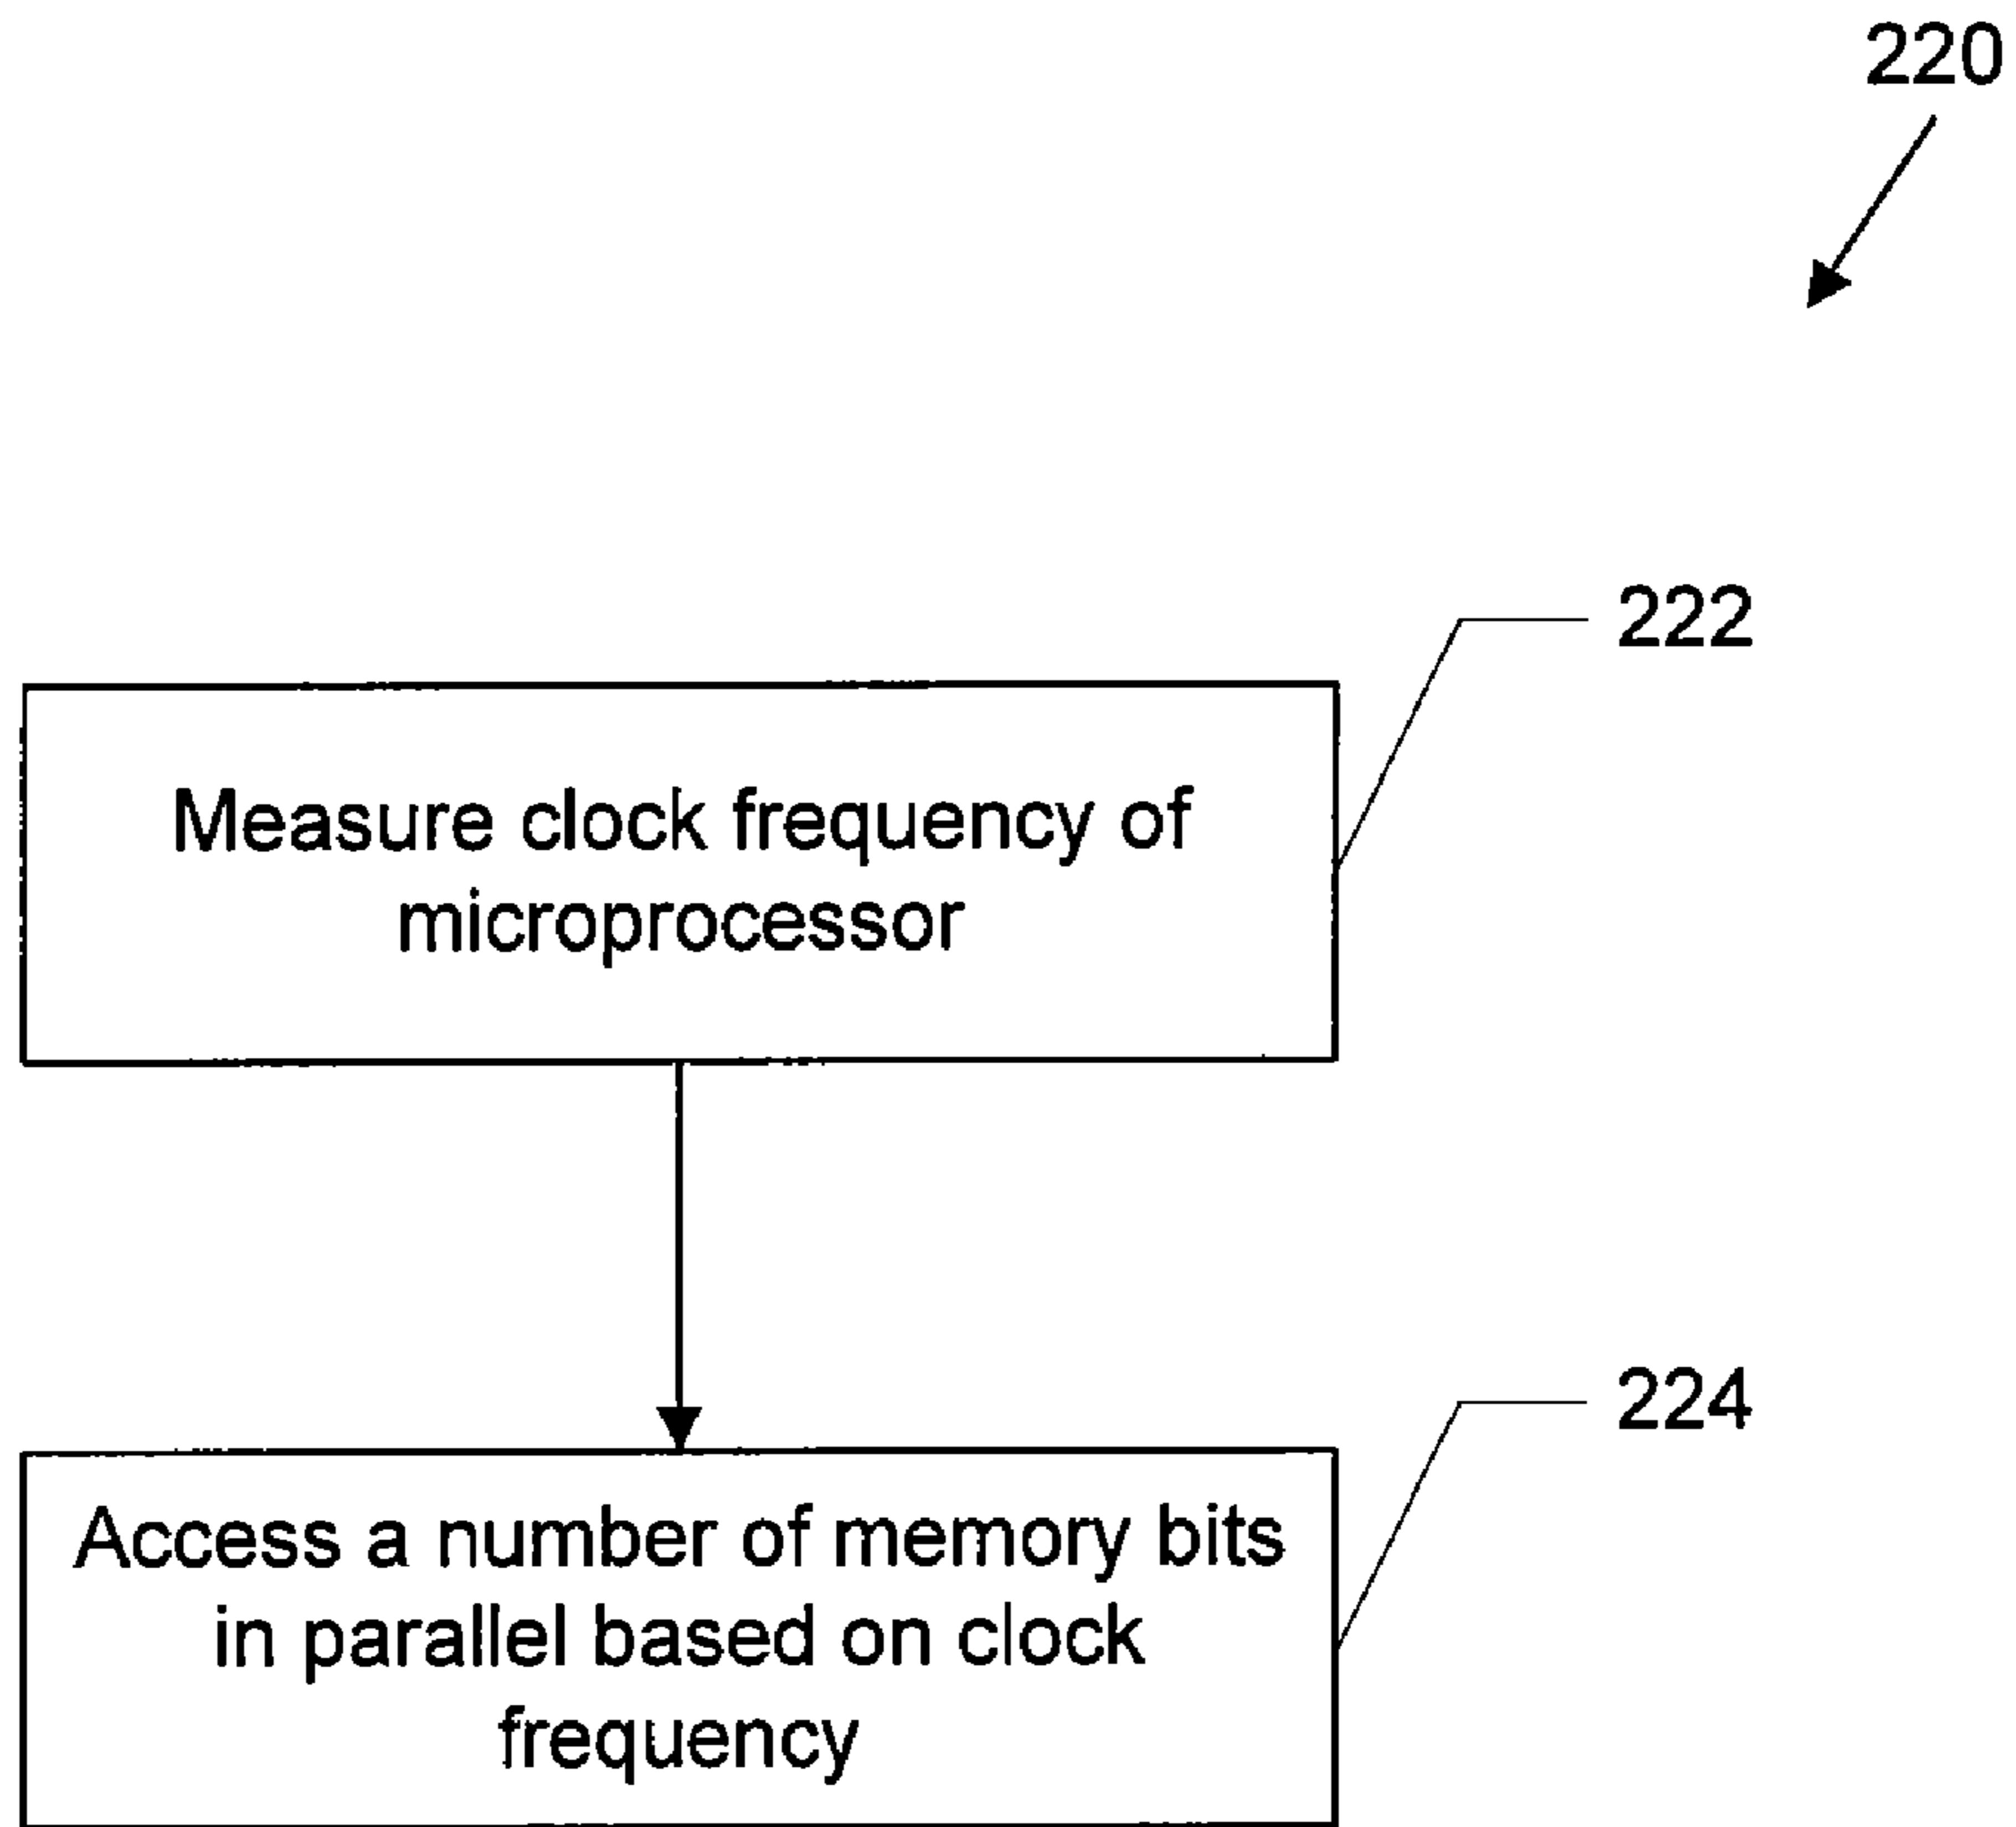 220
222
Measure clock frequency of
microprocessor
224
Access a number of memory bits
in parallel based on clock
frequency